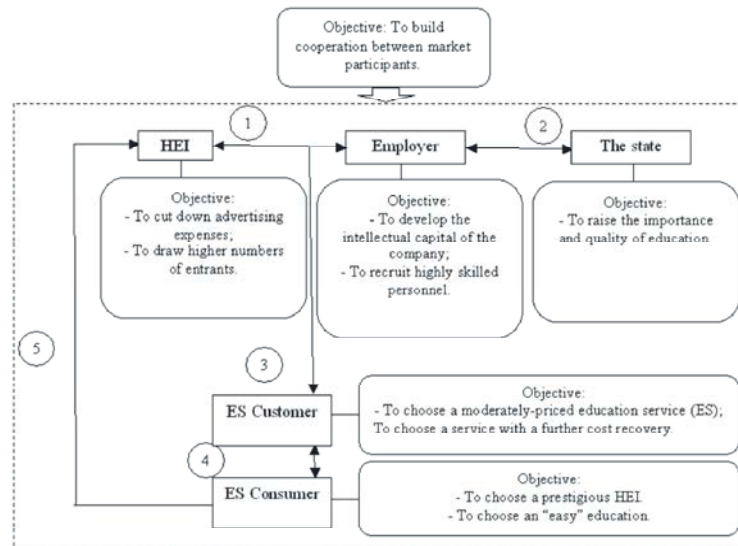 Objective: To build
cooperation between market
participants.
1
2
HEI
Employer
The state
Objective:
- To cut down advertising
expenses;
- To draw higher numbers
of entrants.
Objective:
- To develop the
intellectual capital of the
company;
- To recruit highly skilled
personnel.
Objective:
- To raise the importance
and quality of education
5
3
ES Customer
Objective:
- To choose a moderately-priced education service (ES);
To choose a service with a further cost recovery.
4
ES Consumer
Objective:
- To choose a prestigious HEI.
- To choose an “easy” education.